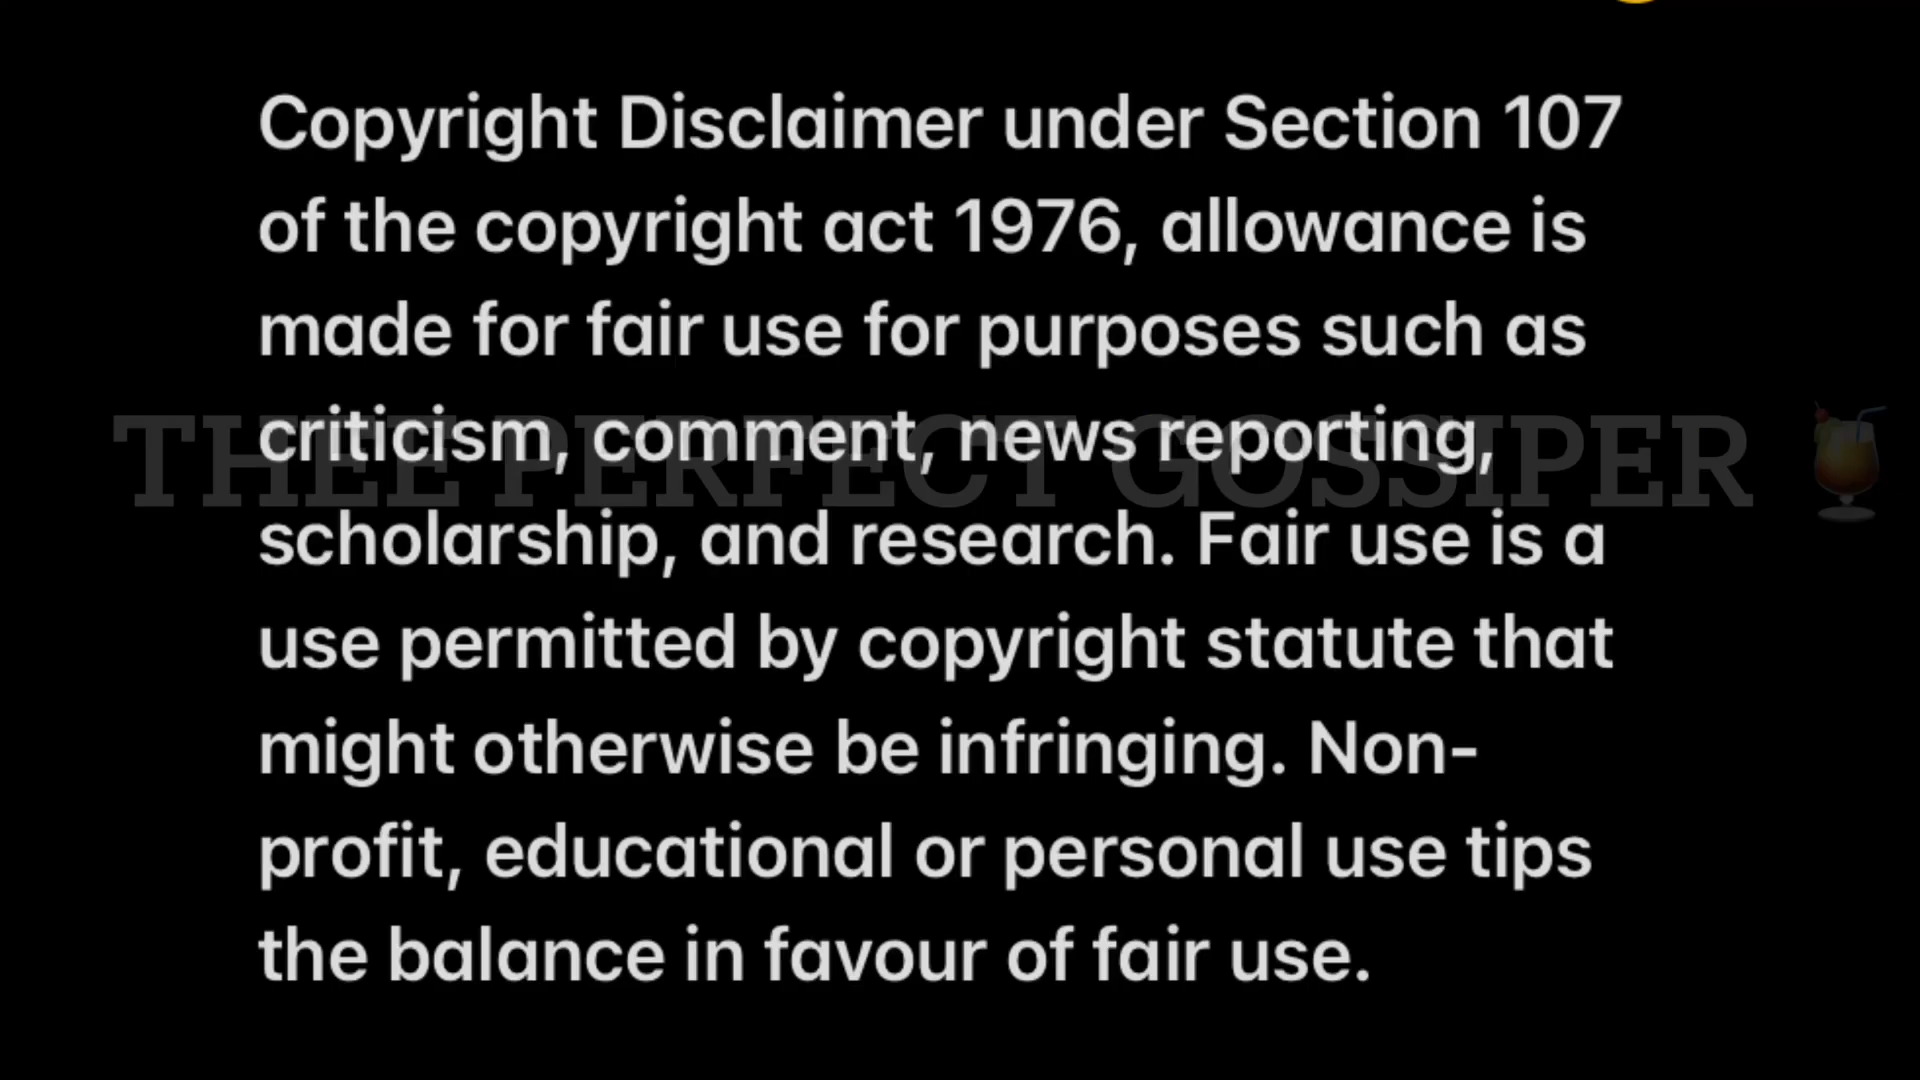 Copyright Disclaimer under Section 107
of the copyright act 1976, allowance is
made for fair use for purposes such as
criticism, comment, news reporting,
THEE PERFECT GOSSIPER
scholarship, and research. Fair use is a
use permitted by copyright statute that
might otherwise be infringing. Non-
profit, educational or personal use tips
the balance in favour of fair use.